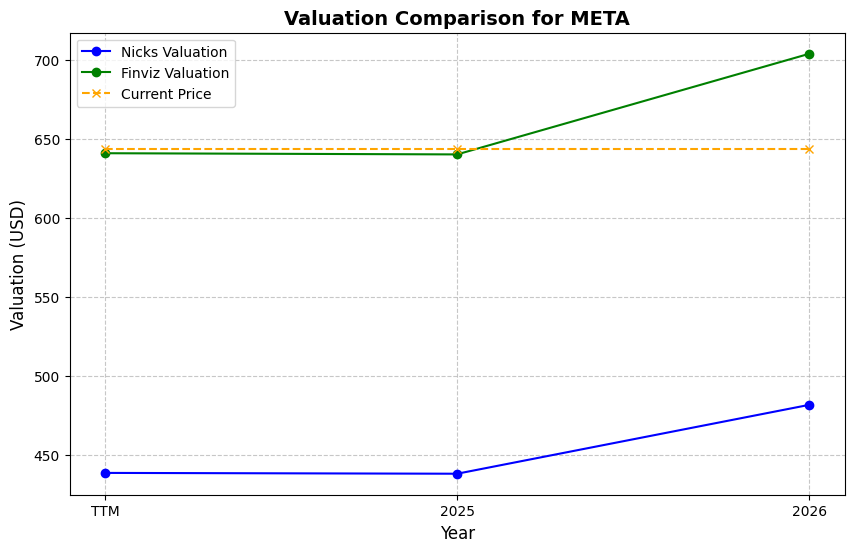 Valuation Comparison for META
Nicks Valuation
Finviz Valuation
Current Price
700
650
600
550
500
450
Valuation (USD)
TTM 2025 2026
Year